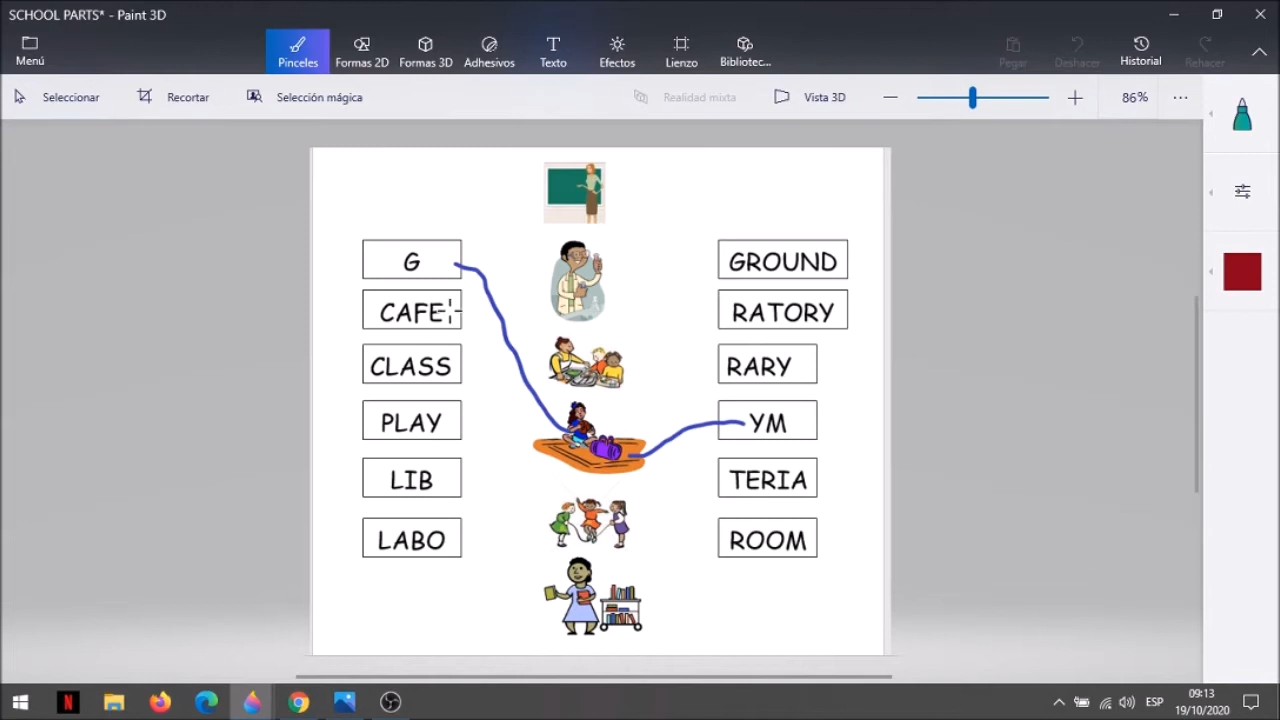 SCHOOL PARTS* - Paint 3D
Menú
Pinceles
Formas 2D
Formas 3D
Adhesivos
Texto
Efectos
Lienzo
Bibliotec...
Pegar
Deshacer
Historial
Rehacer
Seleccionar
Recortar
Selección mágica
Realidad mixta
Vista 3D
86%
G
GROUND
CAFE
RATORY
CLASS
RARY
PLAY
YM
LIB
TERIA
LABO
ROOM
ESP
09:13
19/10/2020